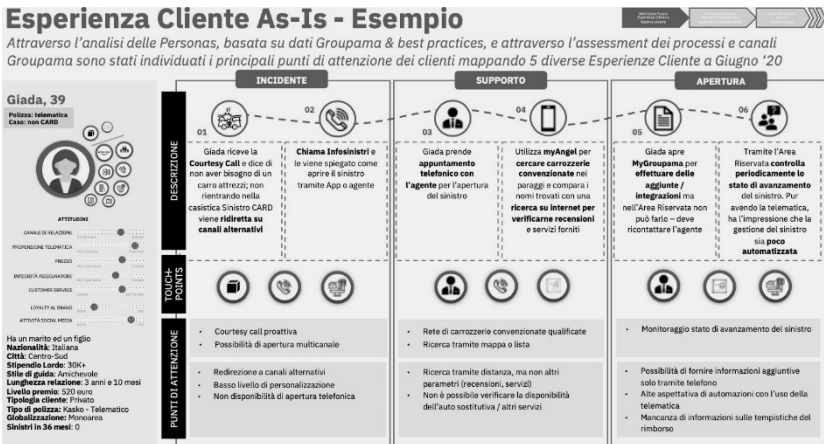 Esperienza Cliente As-Is - Esempio
Attraverso l'analisi delle Personas, basata su dati Groupama & best practices, e attraverso l'assessment dei processi e canali
Groupama sono stati individuati i principali punti di attenzione dei clienti mappando 5 diverse Esperienze Cliente a Giugno '20
Giada, 39
Polizza: telematica
Caso: non CARD
ATTITUDINI
CANALE DI RELAZIONE
PROPENSIONE TELEMATICA
PREZZO
INTEGRITÀ ASSICURATORE
CUSTOMER SERVICE
LOYALTY AL BRAND
ATTIVITÀ SOCIAL MEDIA
Ha un marito ed un figlio
Nazionalità: Italiana
Città: Centro-Sud
Stipendio Lordo: 30K+
Stile di guida: Amichevole
Lunghezza relazione: 3 anni e 10 mesi
Livello premio: 520 euro
Tipologia cliente: Privato
Tipo di polizza: Kasko - Telematico
Globalizzazione: Monoarea
Sinistri in 36 mesi: 0
INCIDENTE
SUPPORTO
APERTURA
DESCRIZIONE
01
Giada riceve la
Courtesy Call e dice di
non aver bisogno di un
carro attrezzi; non
rientrando nella
casistica Sinistro CARD
viene ridiretta su
canali alternativi
02
Chiama Infosinistri e
le viene spiegato come
aprire il sinistro
tramite App o agente
03
Giada prende
appuntamento
telefonico con
l'agente per l'apertura
del sinistro
04
Utilizza myAngel per
cercare carrozzerie
convenzionate nei
paraggi e compara i
nomi trovati con una
ricerca su internet per
verificarne recensioni
e servizi forniti
05
Giada apre
MyGroupama per
effettuare delle
aggiunte /
integrazioni ma
nell'Area Riservata non
può farlo – deve
ricontattare l'agente
06
Tramite l'Area
Riservata controlla
periodicamente lo
stato di avanzamento
del sinistro. Pur
avendo la telematica,
ha l'impressione che la
gestione del sinistro
sia poco
automatizzata
TOUCH-
POINTS
PUNTI DI ATTENZIONE
• Courtesy call proattiva
• Possibilità di apertura multicanale
• Rete di carrozzerie convenzionate qualificate
• Ricerca tramite mappa o lista
• Monitoraggio stato di avanzamento del sinistro
• Redirezione a canali alternativi
• Basso livello di personalizzazione
• Non disponibilità di apertura telefonica
• Ricerca tramite distanza, ma non altri
parametri (recensioni, servizi)
• Non è possibile verificare la disponibilità
dell'auto sostitutiva / altri servizi
• Possibilità di fornire informazioni aggiuntive
solo tramite telefono
• Alte aspettativa di automazioni con l'uso della
telematica
• Mancanza di informazioni sulle tempistiche del
rimborso